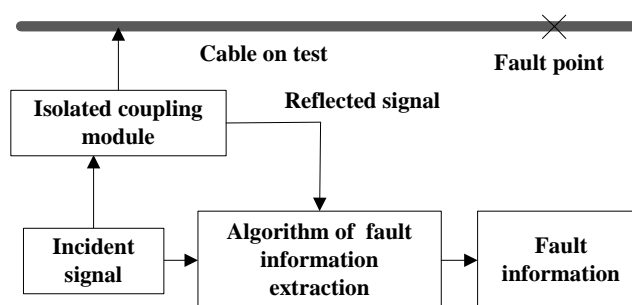 Cable on test
Fault point
Isolated coupling
module
Reflected signal
Incident
signal
Algorithm of fault
information
extraction
Fault
information